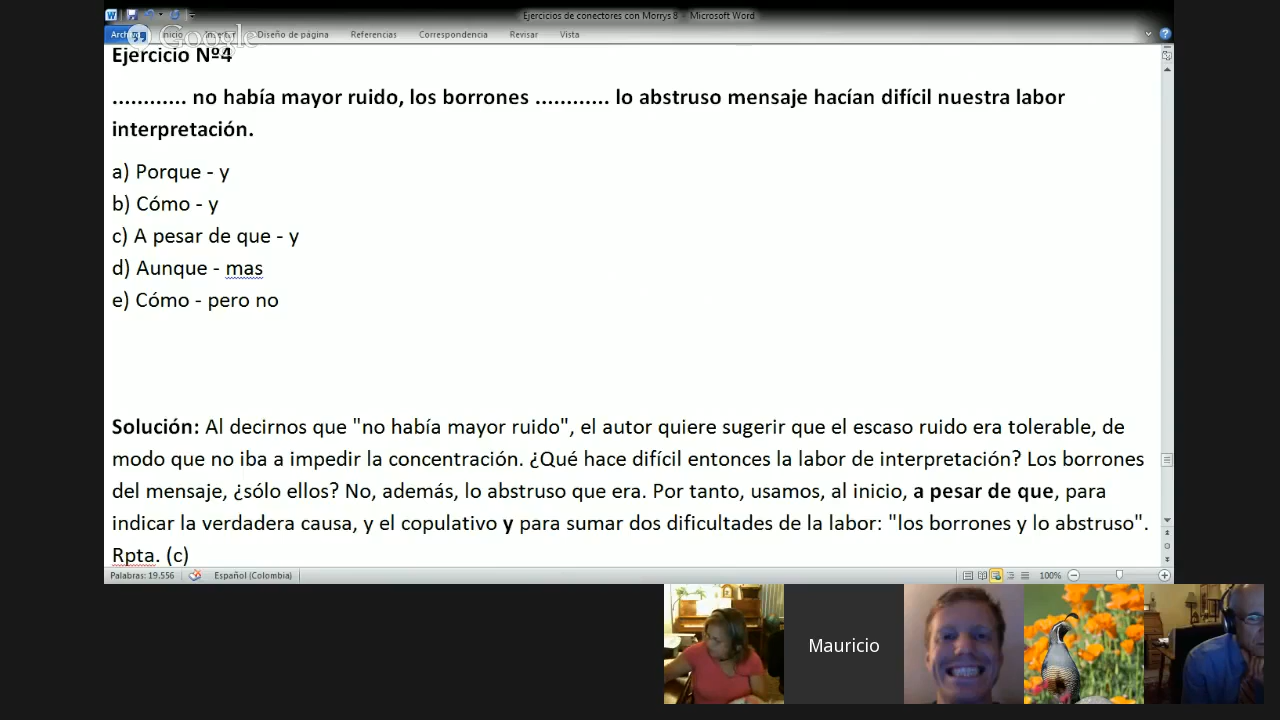 Ejercicios de conectores con Morrys 8 - Microsoft Word
Archivo Inicio Insertar Diseño de página Referencias Correspondencia Revisar Vista
Google
Ejercicio Nº4
............ no había mayor ruido, los borrones ............ lo abstruso mensaje hacían difícil nuestra labor
interpretación.
a) Porque - y
b) Cómo - y
c) A pesar de que - y
d) Aunque - mas
e) Cómo - pero no
Solución: Al decirnos que "no había mayor ruido", el autor quiere sugerir que el escaso ruido era tolerable, de
modo que no iba a impedir la concentración. ¿Qué hace difícil entonces la labor de interpretación? Los borrones
del mensaje, ¿sólo ellos? No, además, lo abstruso que era. Por tanto, usamos, al inicio, a pesar de que, para
indicar la verdadera causa, y el copulativo y para sumar dos dificultades de la labor: "los borrones y lo abstruso".
Rpta. (c)
Palabras: 19.556 Español (Colombia) 100%
Mauricio